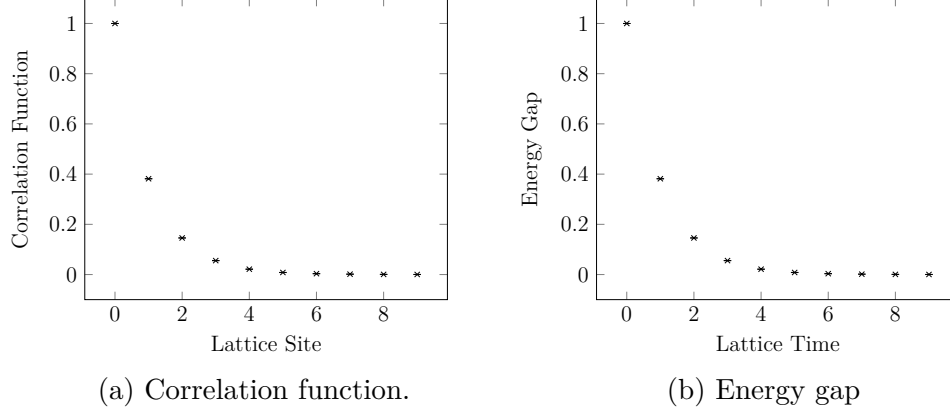 1
0.8
0.6
0.4
0.2
0
Correlation Function
0 2 4 6 8
Lattice Site
(a) Correlation function.
1
0.8
0.6
0.4
0.2
0
Energy Gap
0 2 4 6 8
Lattice Time
(b) Energy gap